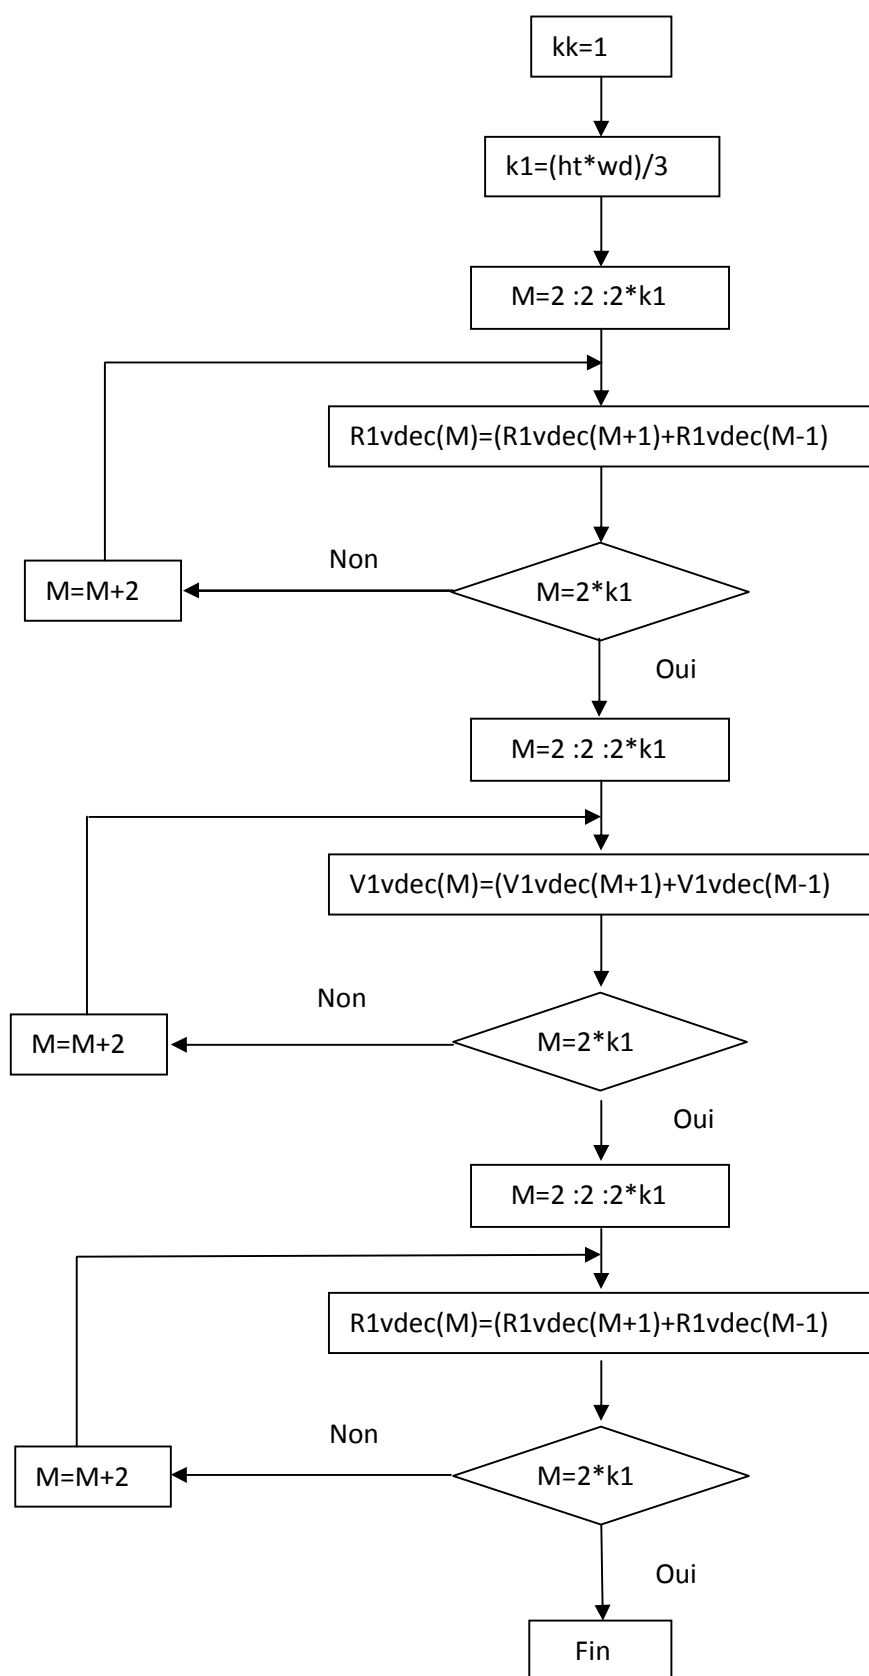 kk=1
k1=(ht*wd)/3
M=2 :2 :2*k1
R1vdec(M)=(R1vdec(M+1)+R1vdec(M-1)
Non
M=M+2
M=2*k1
Oui
M=2 :2 :2*k1
V1vdec(M)=(V1vdec(M+1)+V1vdec(M-1)
Non
M=M+2
M=2*k1
Oui
M=2 :2 :2*k1
R1vdec(M)=(R1vdec(M+1)+R1vdec(M-1)
Non
M=M+2
M=2*k1
Oui
Fin